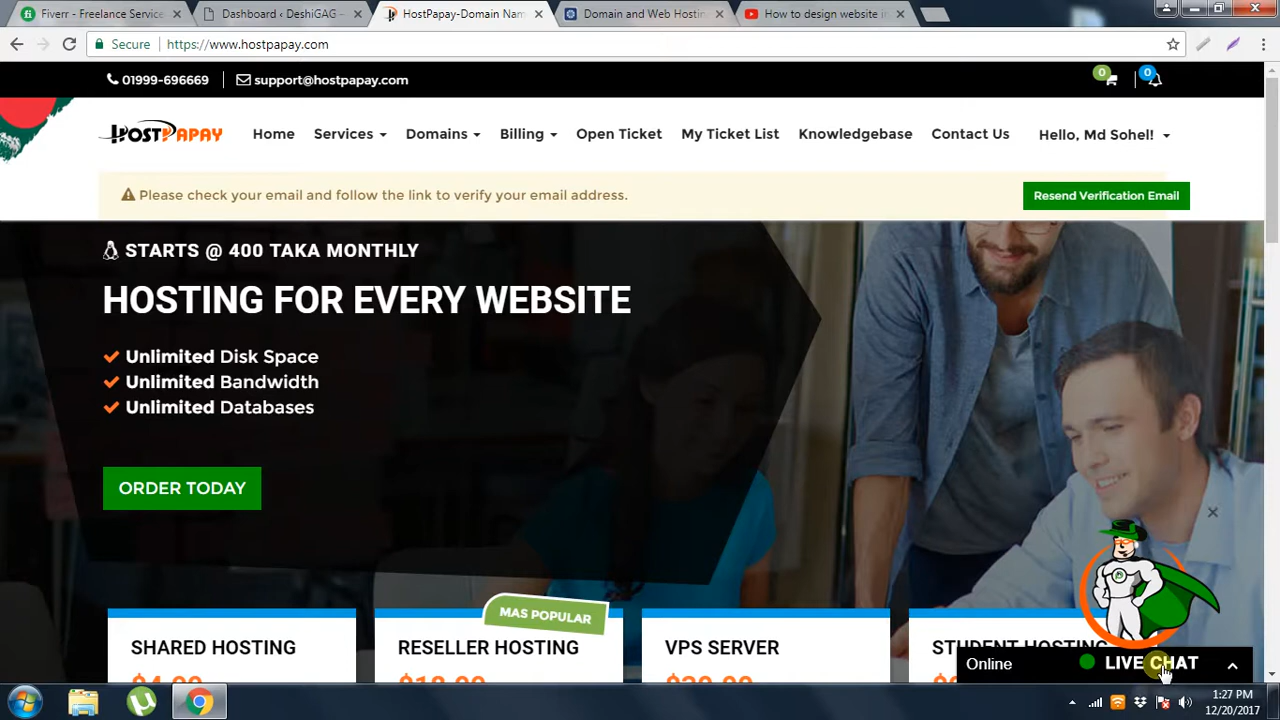 Fiverr - Freelance Service
Dashboard ‹ DeshiGAG –
HostPapay-Domain Nam
Domain and Web Hostin
How to design website in
Secure
https://www.hostpapay.com
01999-696669
support@hostpapay.com
0
0
HOSTPAPAY
Home
Services
Domains
Billing
Open Ticket
My Ticket List
Knowledgebase
Contact Us
Hello, Md Sohel!
Please check your email and follow the link to verify your email address.
Resend Verification Email
STARTS @ 400 TAKA MONTHLY
HOSTING FOR EVERY WEBSITE
Unlimited Disk Space
Unlimited Bandwidth
Unlimited Databases
ORDER TODAY
MAS POPULAR
SHARED HOSTING
RESELLER HOSTING
VPS SERVER
STUDENT HOSTING
Online
LIVE CHAT
1:27 PM
12/20/2017